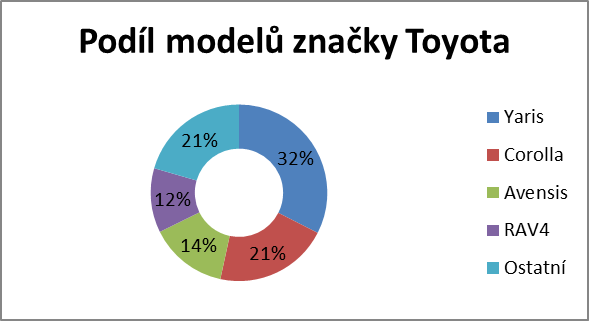 Podíl modelů značky Toyota
32%
21%
14%
12%
21%
Yaris
Corolla
Avensis
RAV4
Ostatní